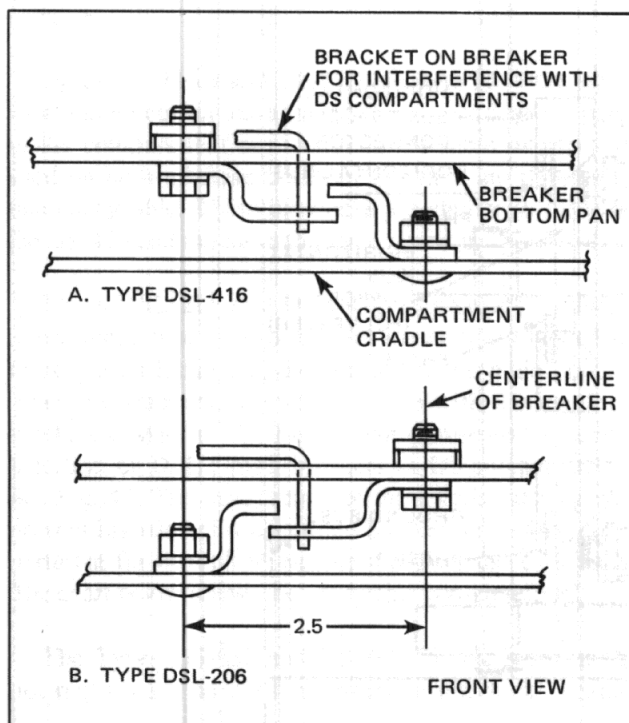 BRACKET ON BREAKER
FOR INTERFERENCE WITH
DS COMPARTMENTS
BREAKER
BOTTOM PAN
A. TYPE DSL-416
COMPARTMENT
CRADLE
CENTERLINE
OF BREAKER
2.5
B. TYPE DSL-206
FRONT VIEW